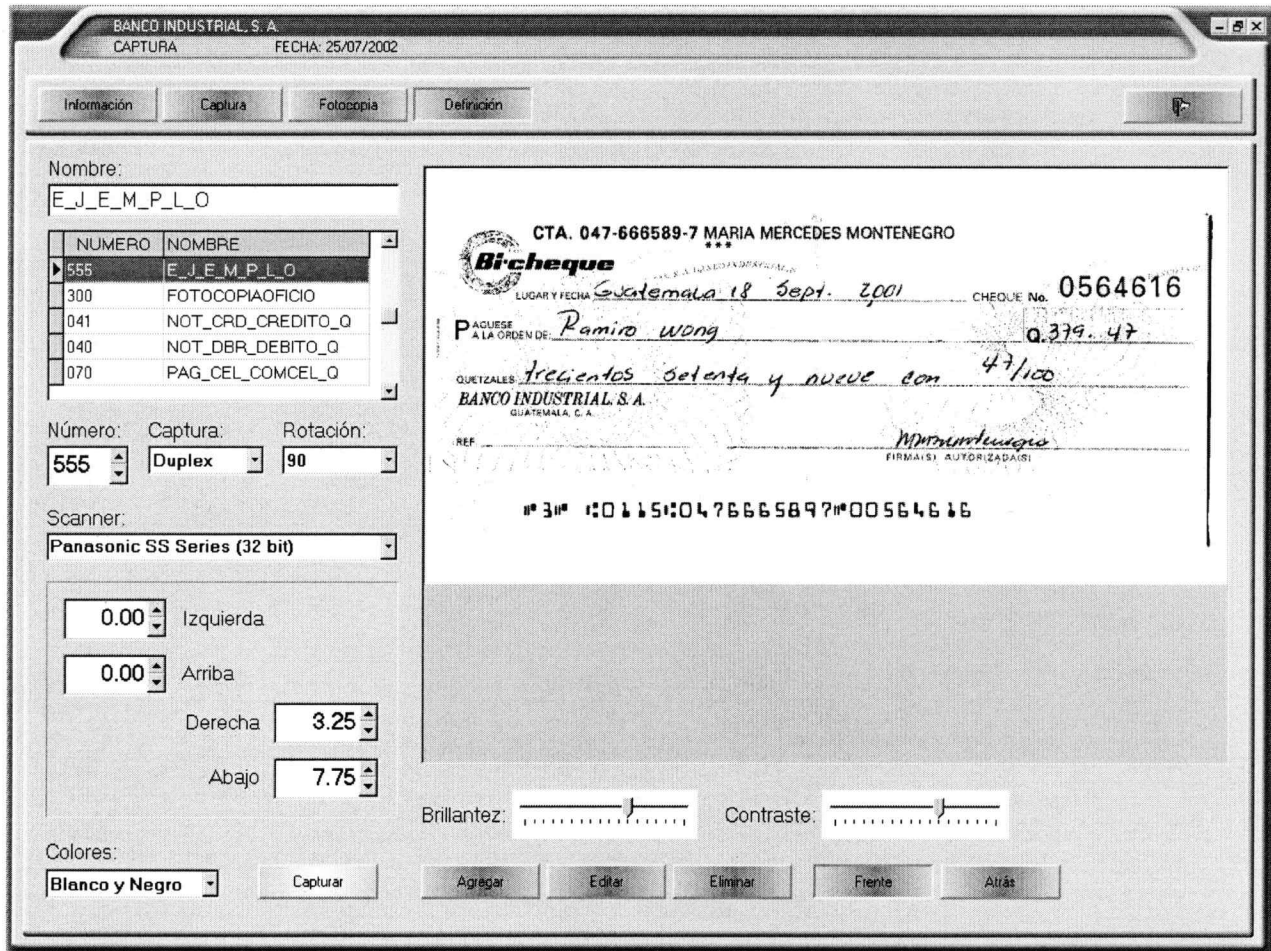 BANCO INDUSTRIAL, S. A.
CAPTURA FECHA: 25/07/2002
Información Captura Fotocopia Definición
Nombre:
E_J_E_M_P_L_O
NUMERO NOMBRE
555 E_J_E_M_P_L_O
300 FOTOCOPIAOFICIO
041 NOT_CRD_CREDITO_Q
040 NOT_DBR_DEBITO_Q
070 PAG_CEL_COMCEL_Q
Número: Captura: Rotación:
555 Duplex 90
Scanner:
Panasonic SS Series (32 bit)
0.00 Izquierda
0.00 Arriba
Derecha 3.25
Abajo 7.75
Colores:
Blanco y Negro
Capturar
CTA. 047-666589-7 MARIA MERCEDES MONTENEGRO
***
Bi-cheque
LUGAR Y FECHA Guatemala 18 Sept. 2,001 CHEQUE No. 0564616
PAGUESE A LA ORDEN DE: Ramiro Wong Q.379.47
QUETZALES trecientos setenta y nueve con 47/100
BANCO INDUSTRIAL, S. A.
GUATEMALA, C. A.
REF
FIRMA(S) AUTORIZADA(S)
⑈3⑈ ⑆0115⑆0476665897⑈00564616
Brillantez: Contraste:
Agregar Editar Eliminar Frente Atrás